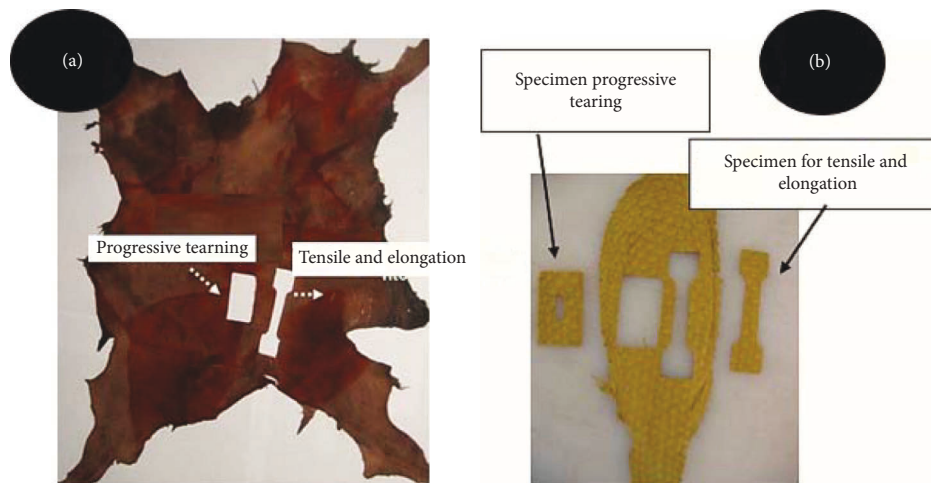 (a)
Progressive tearning
Tensile and elongation
(b)
Specimen progressive
tearing
Specimen for tensile and
elongation